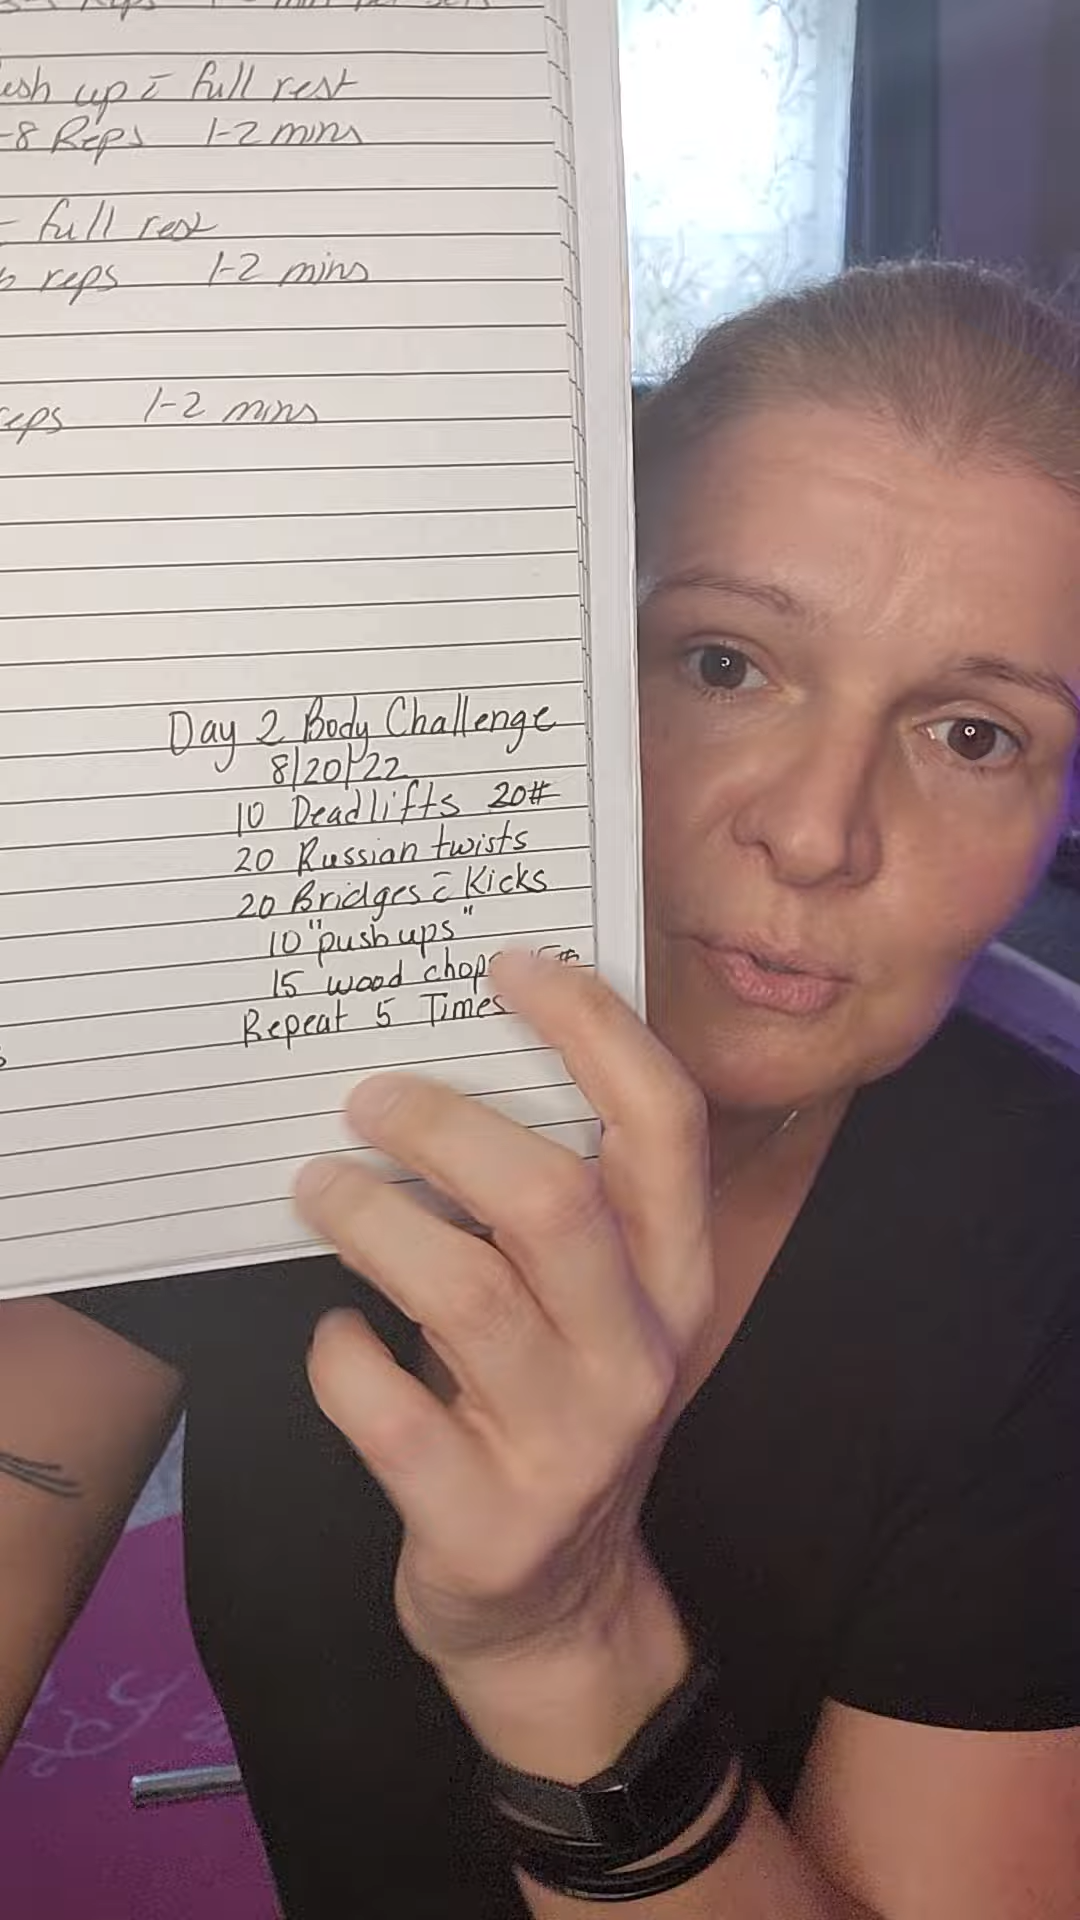 up c̄ full rest
-8 Reps 1-2 mins
- full rest
reps 1-2 mins
reps 1-2 mins
Day 2 Body Challenge
8/20/22
10 Deadlifts 20#
20 Russian twists
20 Bridges c̄ Kicks
10 "push ups"
15 wood chops
Repeat 5 Times